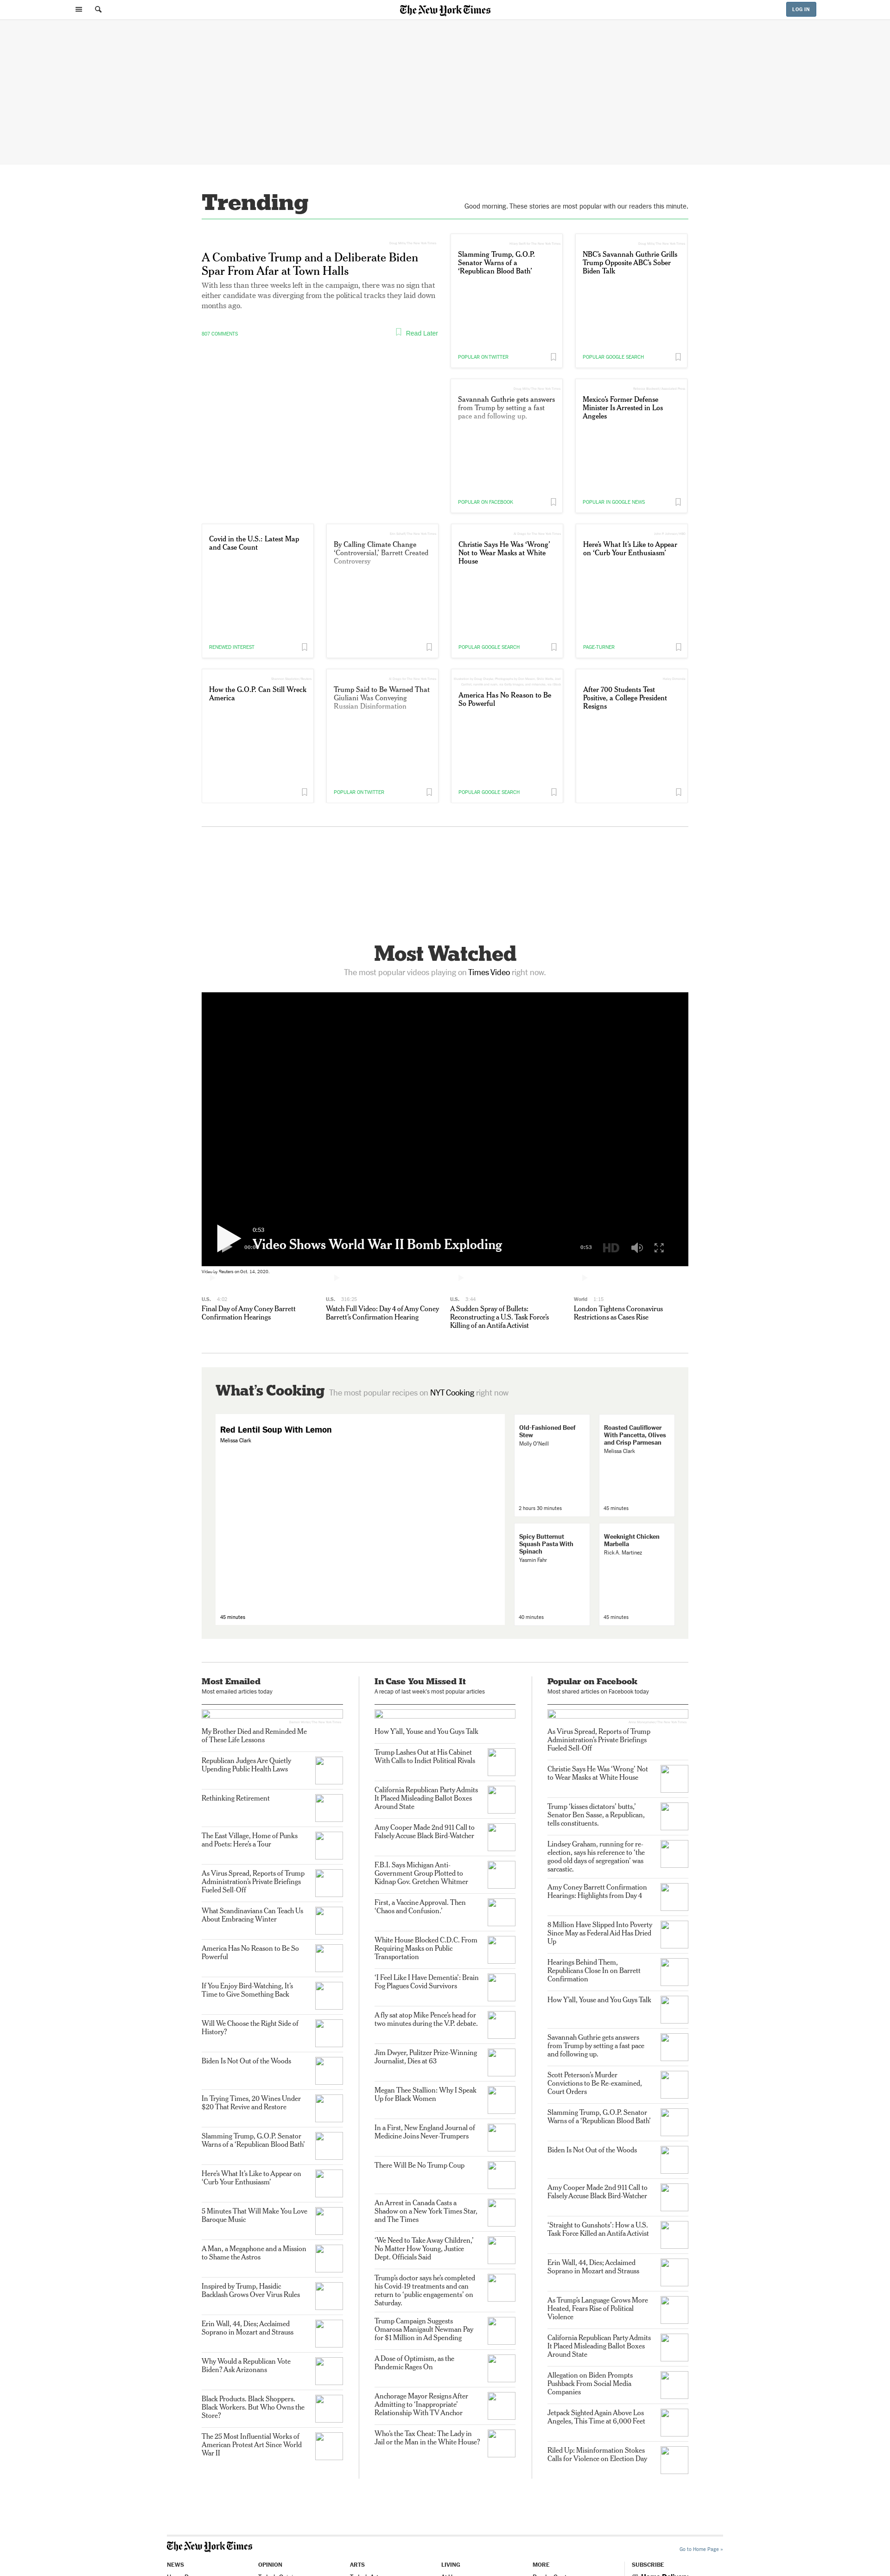 The New York Times
LOG IN
Trending
Good morning. These stories are most popular with our readers this minute.
A Combative Trump and a Deliberate Biden
Spar From Afar at Town Halls
With less than three weeks left in the campaign, there was no sign that
either candidate was diverging from the political tracks they laid down
months ago.
807 COMMENTS
Read Later
Slamming Trump, G.O.P.
Senator Warns of a
‘Republican Blood Bath’
POPULAR ON TWITTER
NBC’s Savannah Guthrie Grills
Trump Opposite ABC’s Sober
Biden Talk
POPULAR GOOGLE SEARCH
Savannah Guthrie gets answers
from Trump by setting a fast
pace and following up.
POPULAR ON FACEBOOK
Mexico’s Former Defense
Minister Is Arrested in Los
Angeles
POPULAR IN GOOGLE NEWS
Covid in the U.S.: Latest Map
and Case Count
RENEWED INTEREST
By Calling Climate Change
‘Controversial,’ Barrett Created
Controversy
Christie Says He Was ‘Wrong’
Not to Wear Masks at White
House
POPULAR GOOGLE SEARCH
Here’s What It’s Like to Appear
on ‘Curb Your Enthusiasm’
PAGE-TURNER
How the G.O.P. Can Still Wreck
America
Trump Said to Be Warned That
Giuliani Was Conveying
Russian Disinformation
POPULAR ON TWITTER
America Has No Reason to Be
So Powerful
POPULAR GOOGLE SEARCH
After 700 Students Test
Positive, a College President
Resigns
Most Watched
The most popular videos playing on Times Video right now.
0:53
Video Shows World War II Bomb Exploding
0:53
HD
Video by Reuters on Oct. 14, 2020.
U.S. 4:02
Final Day of Amy Coney Barrett
Confirmation Hearings
U.S.
Watch Full Video: Day 4 of Amy Coney
Barrett’s Confirmation Hearing
U.S.
A Sudden Spray of Bullets:
Reconstructing a U.S. Task Force’s
Killing of an Antifa Activist
World 1:15
London Tightens Coronavirus
Restrictions as Cases Rise
What’s Cooking The most popular recipes on NYT Cooking right now
Red Lentil Soup With Lemon
Melissa Clark
45 minutes
Old-Fashioned Beef
Stew
Molly O’Neill
2 hours 30 minutes
Roasted Cauliflower
With Pancetta, Olives
and Crisp Parmesan
Melissa Clark
45 minutes
Spicy Butternut
Squash Pasta With
Spinach
Yasmin Fahr
40 minutes
Weeknight Chicken
Marbella
Rick A. Martinez
45 minutes
Most Emailed
Most emailed articles today
My Brother Died and Reminded Me
of These Life Lessons
Republican Judges Are Quietly
Upending Public Health Laws
Rethinking Retirement
The East Village, Home of Punks
and Poets: Here’s a Tour
As Virus Spread, Reports of Trump
Administration’s Private Briefings
Fueled Sell-Off
What Scandinavians Can Teach Us
About Embracing Winter
America Has No Reason to Be So
Powerful
If You Enjoy Bird-Watching, It’s
Time to Give Something Back
Will We Choose the Right Side of
History?
Biden Is Not Out of the Woods
In Trying Times, 20 Wines Under
$20 That Revive and Restore
Slamming Trump, G.O.P. Senator
Warns of a ‘Republican Blood Bath’
Here’s What It’s Like to Appear on
‘Curb Your Enthusiasm’
5 Minutes That Will Make You Love
Baroque Music
A Man, a Megaphone and a Mission
to Shame the Astros
Inspired by Trump, Hasidic
Backlash Grows Over Virus Rules
Erin Wall, 44, Dies; Acclaimed
Soprano in Mozart and Strauss
Why Would a Republican Vote
Biden? Ask Arizonans
Black Products. Black Shoppers.
Black Workers. But Who Owns the
Store?
The 25 Most Influential Works of
American Protest Art Since World
War II
In Case You Missed It
A recap of last week’s most popular articles
How Y’all, Youse and You Guys Talk
Trump Lashes Out at His Cabinet
With Calls to Indict Political Rivals
California Republican Party Admits
It Placed Misleading Ballot Boxes
Around State
Amy Cooper Made 2nd 911 Call to
Falsely Accuse Black Bird-Watcher
F.B.I. Says Michigan Anti-
Government Group Plotted to
Kidnap Gov. Gretchen Whitmer
First, a Vaccine Approval. Then
‘Chaos and Confusion.’
White House Blocked C.D.C. From
Requiring Masks on Public
Transportation
‘I Feel Like I Have Dementia’: Brain
Fog Plagues Covid Survivors
A fly sat atop Mike Pence’s head for
two minutes during the V.P. debate.
Jim Dwyer, Pulitzer Prize-Winning
Journalist, Dies at 63
Megan Thee Stallion: Why I Speak
Up for Black Women
In a First, New England Journal of
Medicine Joins Never-Trumpers
There Will Be No Trump Coup
An Arrest in Canada Casts a
Shadow on a New York Times Star,
and The Times
‘We Need to Take Away Children,’
No Matter How Young, Justice
Dept. Officials Said
Trump’s doctor says he’s completed
his Covid-19 treatments and can
return to ‘public engagements’ on
Saturday.
Trump Campaign Suggests
Omarosa Manigault Newman Pay
for $1 Million in Ad Spending
A Dose of Optimism, as the
Pandemic Rages On
Anchorage Mayor Resigns After
Admitting to ‘Inappropriate’
Relationship With TV Anchor
Who’s the Tax Cheat: The Lady in
Jail or the Man in the White House?
Popular on Facebook
Most shared articles on Facebook today
As Virus Spread, Reports of Trump
Administration’s Private Briefings
Fueled Sell-Off
Christie Says He Was ‘Wrong’ Not
to Wear Masks at White House
Trump ‘kisses dictators’ butts,’
Senator Ben Sasse, a Republican,
tells constituents.
Lindsey Graham, running for re-
election, says his reference to ‘the
good old days of segregation’ was
sarcastic.
Amy Coney Barrett Confirmation
Hearings: Highlights from Day 4
8 Million Have Slipped Into Poverty
Since May as Federal Aid Has Dried
Up
Hearings Behind Them,
Republicans Close In on Barrett
Confirmation
How Y’all, Youse and You Guys Talk
Savannah Guthrie gets answers
from Trump by setting a fast pace
and following up.
Scott Peterson’s Murder
Convictions to Be Re-examined,
Court Orders
Slamming Trump, G.O.P. Senator
Warns of a ‘Republican Blood Bath’
Biden Is Not Out of the Woods
Amy Cooper Made 2nd 911 Call to
Falsely Accuse Black Bird-Watcher
‘Straight to Gunshots’: How a U.S.
Task Force Killed an Antifa Activist
Erin Wall, 44, Dies; Acclaimed
Soprano in Mozart and Strauss
As Trump’s Language Grows More
Heated, Fears Rise of Political
Violence
California Republican Party Admits
It Placed Misleading Ballot Boxes
Around State
Allegation on Biden Prompts
Pushback From Social Media
Companies
Jetpack Sighted Again Above Los
Angeles, This Time at 6,000 Feet
Riled Up: Misinformation Stokes
Calls for Violence on Election Day
The New York Times
Go to Home Page »
NEWS
OPINION
ARTS
LIVING
MORE
SUBSCRIBE